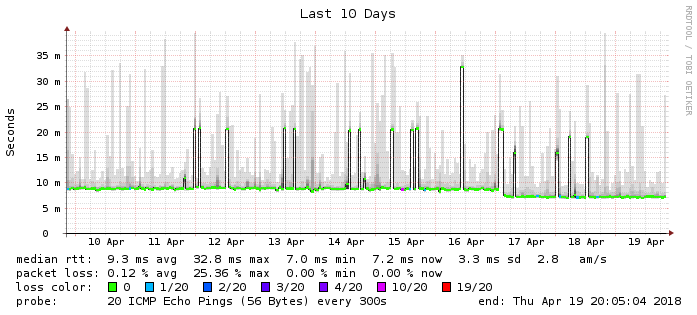 Last 10 Days
RRDTOOL / TOBI OETIKER
Seconds
35 m
30 m
25 m
20 m
15 m
10 m
5 m
0
10 Apr 11 Apr 12 Apr 13 Apr 14 Apr 15 Apr 16 Apr 17 Apr 18 Apr 19 Apr
median rtt: 9.3 ms avg 32.8 ms max 7.0 ms min 7.2 ms now 3.3 ms sd 2.8 am/s
packet loss: 0.12 % avg 25.36 % max 0.00 % min 0.00 % now
loss color: 0 1/20 2/20 3/20 4/20 10/20 19/20
probe: 20 ICMP Echo Pings (56 Bytes) every 300s end: Thu Apr 19 20:05:04 2018